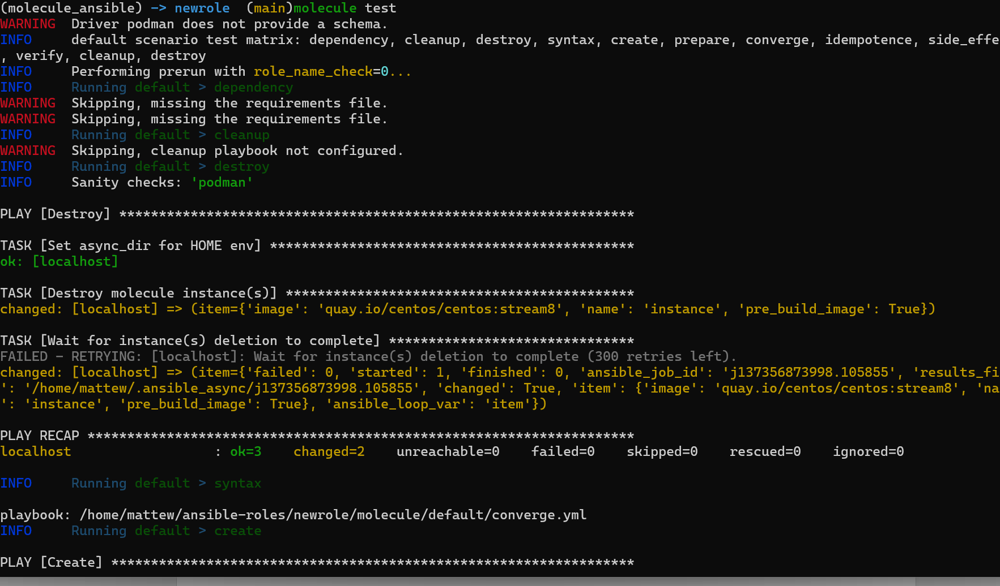 (molecule_ansible) -> newrole  (main)molecule test
WARNING  Driver podman does not provide a schema.
INFO     default scenario test matrix: dependency, cleanup, destroy, syntax, create, prepare, converge, idempotence, side_effe
, verify, cleanup, destroy
INFO     Performing prerun with role_name_check=0...
INFO     Running default > dependency
WARNING  Skipping, missing the requirements file.
WARNING  Skipping, missing the requirements file.
INFO     Running default > cleanup
WARNING  Skipping, cleanup playbook not configured.
INFO     Running default > destroy
INFO     Sanity checks: 'podman'
PLAY [Destroy] *****************************************************************
TASK [Set async_dir for HOME env] **********************************************
ok: [localhost]
TASK [Destroy molecule instance(s)] ********************************************
changed: [localhost] => (item={'image': 'quay.io/centos/centos:stream8', 'name': 'instance', 'pre_build_image': True})
TASK [Wait for instance(s) deletion to complete] *******************************
FAILED - RETRYING: [localhost]: Wait for instance(s) deletion to complete (300 retries left).
changed: [localhost] => (item={'failed': 0, 'started': 1, 'finished': 0, 'ansible_job_id': 'j137356873998.105855', 'results_fi
': '/home/mattew/.ansible_async/j137356873998.105855', 'changed': True, 'item': {'image': 'quay.io/centos/centos:stream8', 'na
': 'instance', 'pre_build_image': True}, 'ansible_loop_var': 'item'})
PLAY RECAP *********************************************************************
localhost                  : ok=3    changed=2    unreachable=0    failed=0    skipped=0    rescued=0    ignored=0
INFO     Running default > syntax
playbook: /home/mattew/ansible-roles/newrole/molecule/default/converge.yml
INFO     Running default > create
PLAY [Create] ******************************************************************